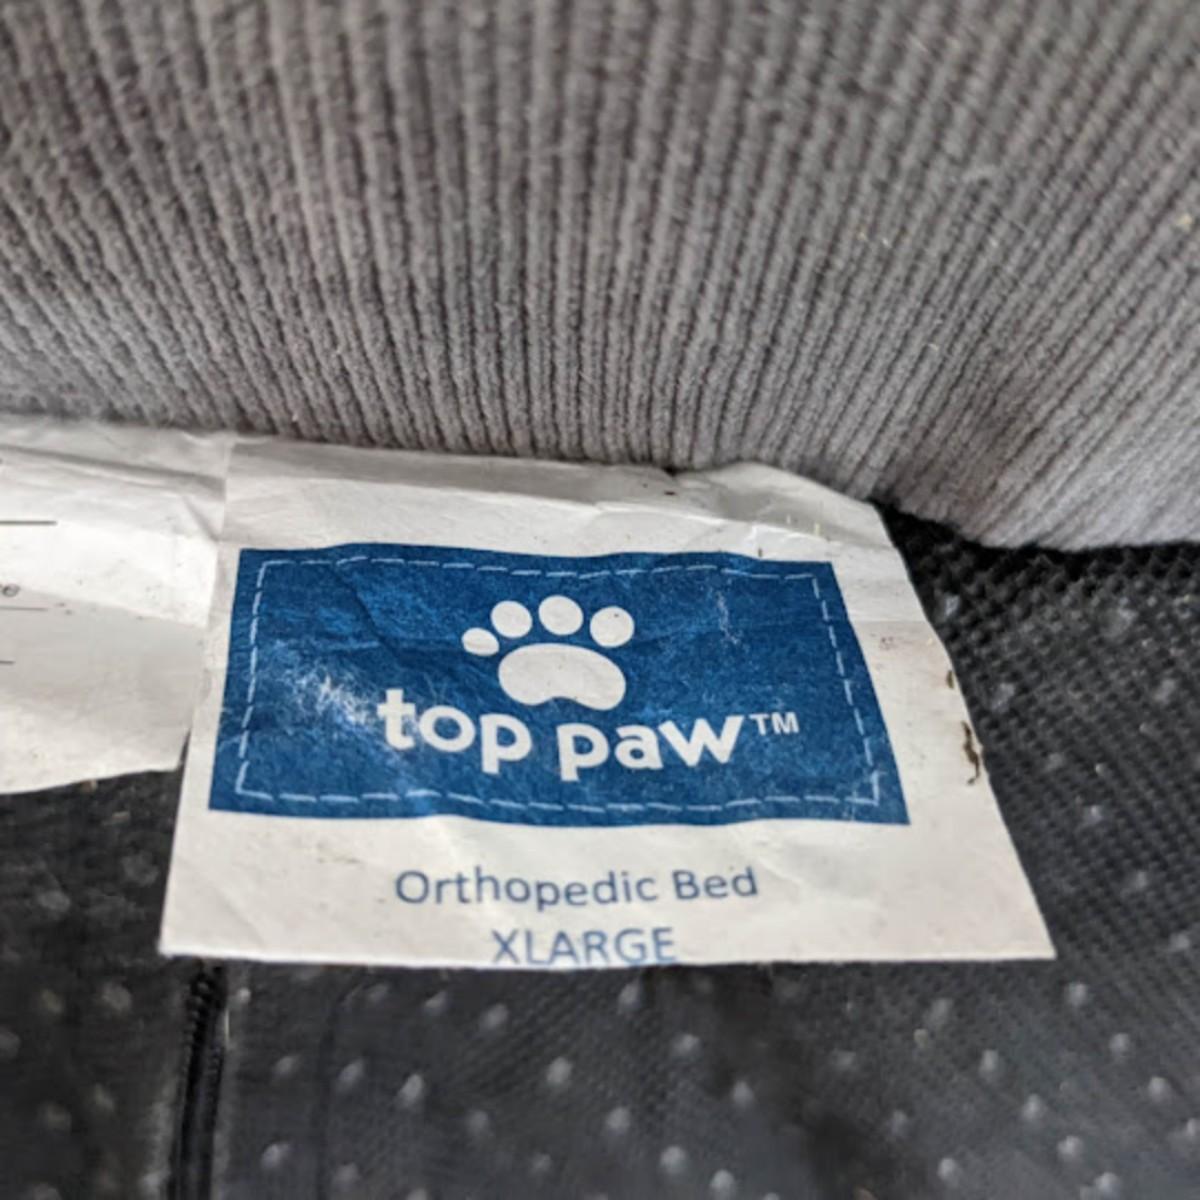 top paw™
Orthopedic Bed
XLARGE